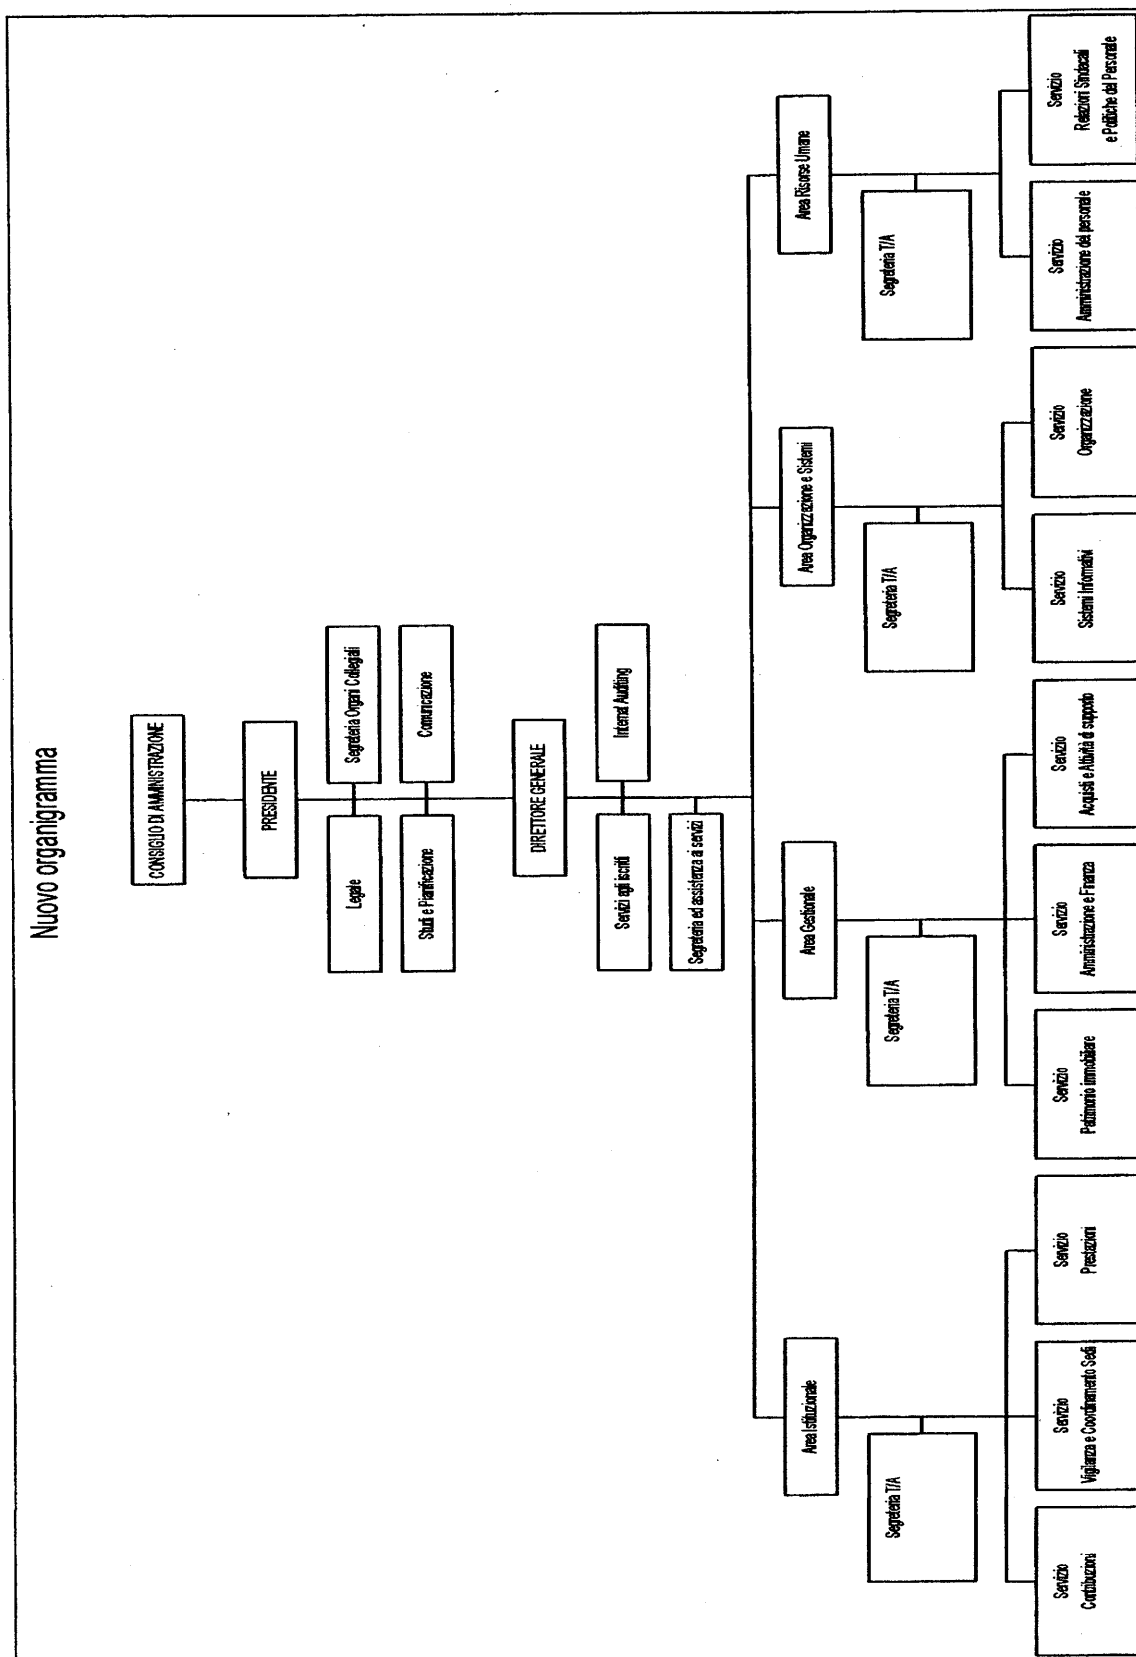 Nuovo organigramma
CONSIGLIO DI AMMINISTRAZIONE
PRESIDENTE
Legale
Segreteria Organi Collegiali
Studi e Pianificazione
Comunicazione
DIRETTORE GENERALE
Servizi agli iscritti
Internal Auditing
Segreteria ed assistenza ai servizi
Area Istituzionale
Area Gestionale
Area Organizzazione e Sistemi
Area Risorse Umane
Segreteria T/A
Segreteria T/A
Segreteria T/A
Segreteria T/A
Servizio
Contribuzioni
Servizio
Vigilanza e Coordinamento Sedi
Servizio
Prestazioni
Servizio
Patrimonio immobiliare
Servizio
Amministrazione e Finanza
Servizio
Acquisti e Attività di supporto
Servizio
Sistemi Informativi
Servizio
Organizzazione
Servizio
Amministrazione del personale
Servizio
Relazioni Sindacali
e Politiche del Personale